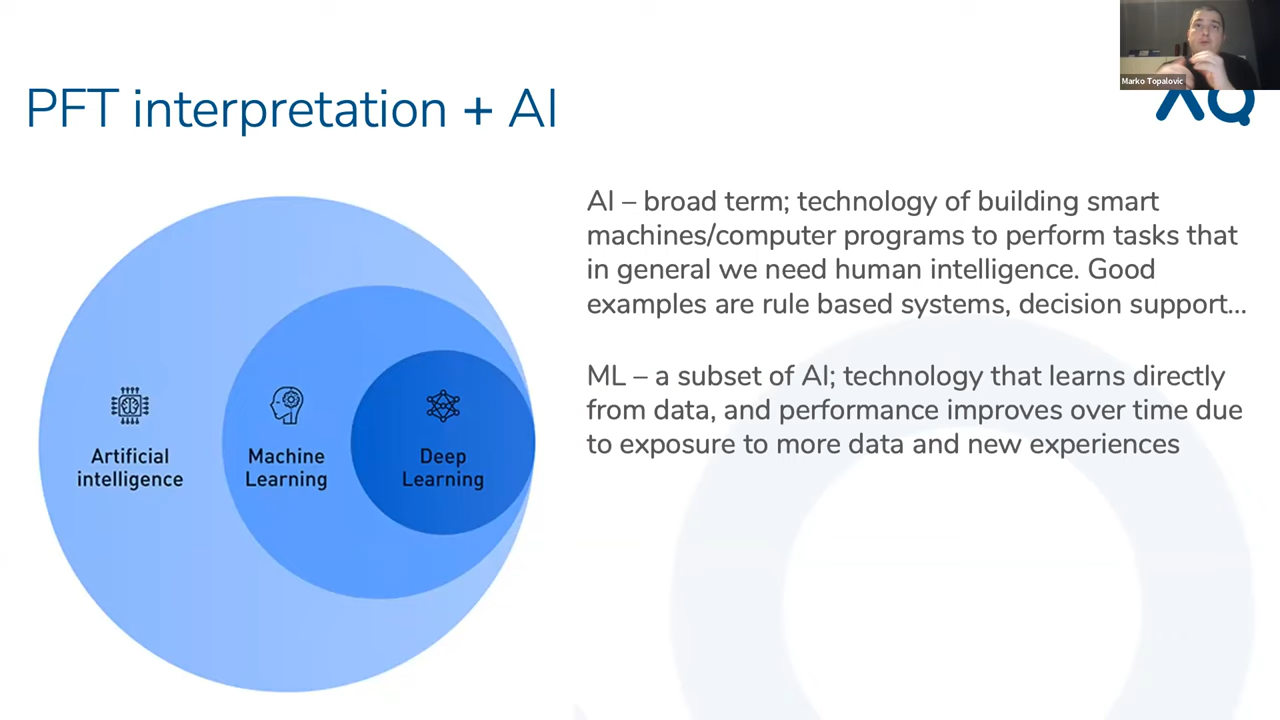 Marko Topalovic
PFT interpretation + AI
AI – broad term; technology of building smart
machines/computer programs to perform tasks that
in general we need human intelligence. Good
examples are rule based systems, decision support...
ML – a subset of AI; technology that learns directly
from data, and performance improves over time due
to exposure to more data and new experiences
Artificial
intelligence
Machine
Learning
Deep
Learning